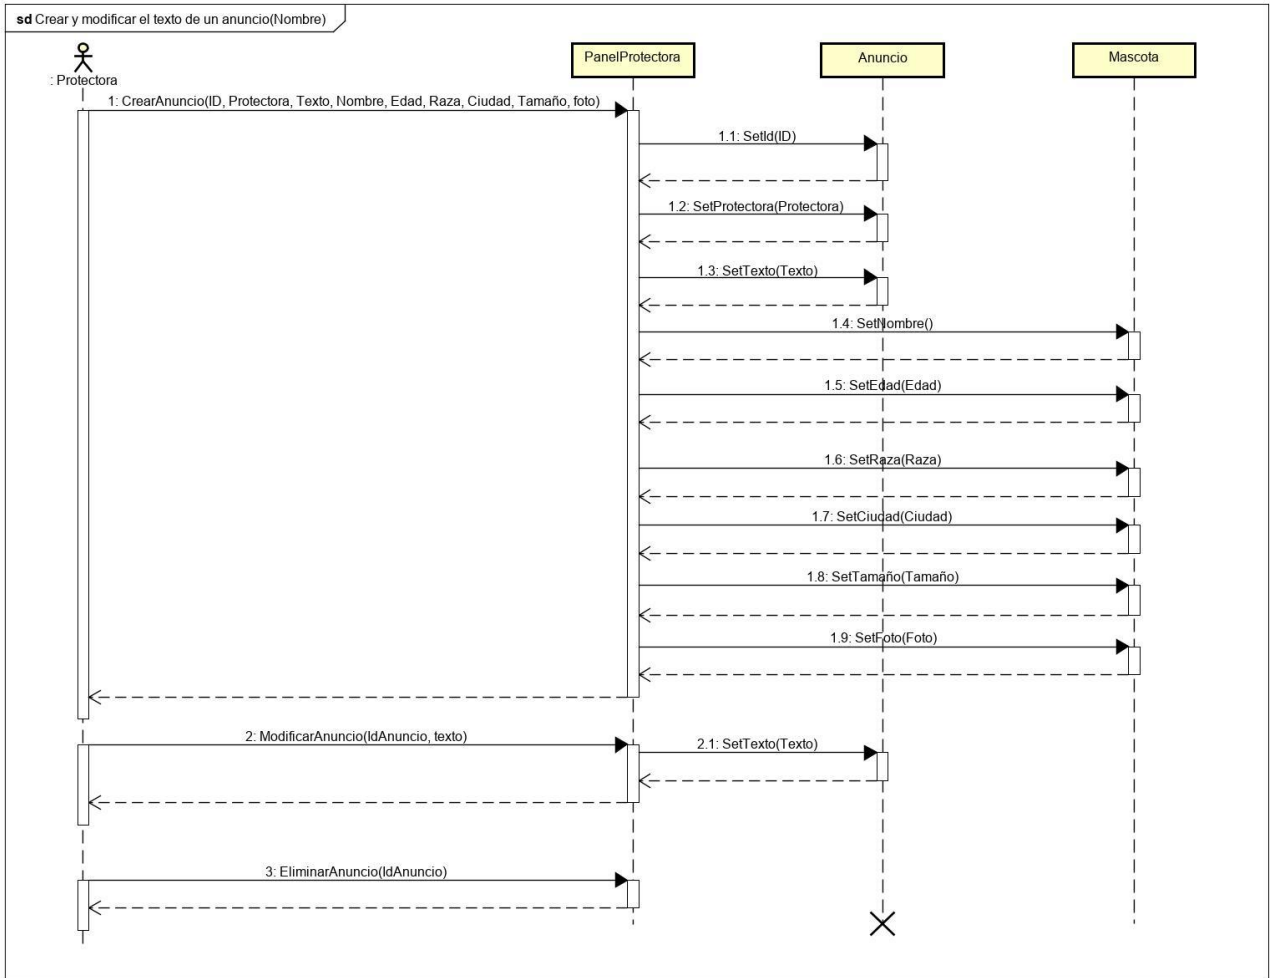 sd Crear y modificar el texto de un anuncio(Nombre)
: Protectora
PanelProtectora
Anuncio
Mascota
1: CrearAnuncio(ID, Protectora, Texto, Nombre, Edad, Raza, Ciudad, Tamaño, foto)
1.1: SetId(ID)
1.2: SetProtectora(Protectora)
1.3: SetTexto(Texto)
1.4: SetNombre()
1.5: SetEdad(Edad)
1.6: SetRaza(Raza)
1.7: SetCiudad(Ciudad)
1.8: SetTamaño(Tamaño)
1.9: SetFoto(Foto)
2: ModificarAnuncio(IdAnuncio, texto)
2.1: SetTexto(Texto)
3: EliminarAnuncio(IdAnuncio)